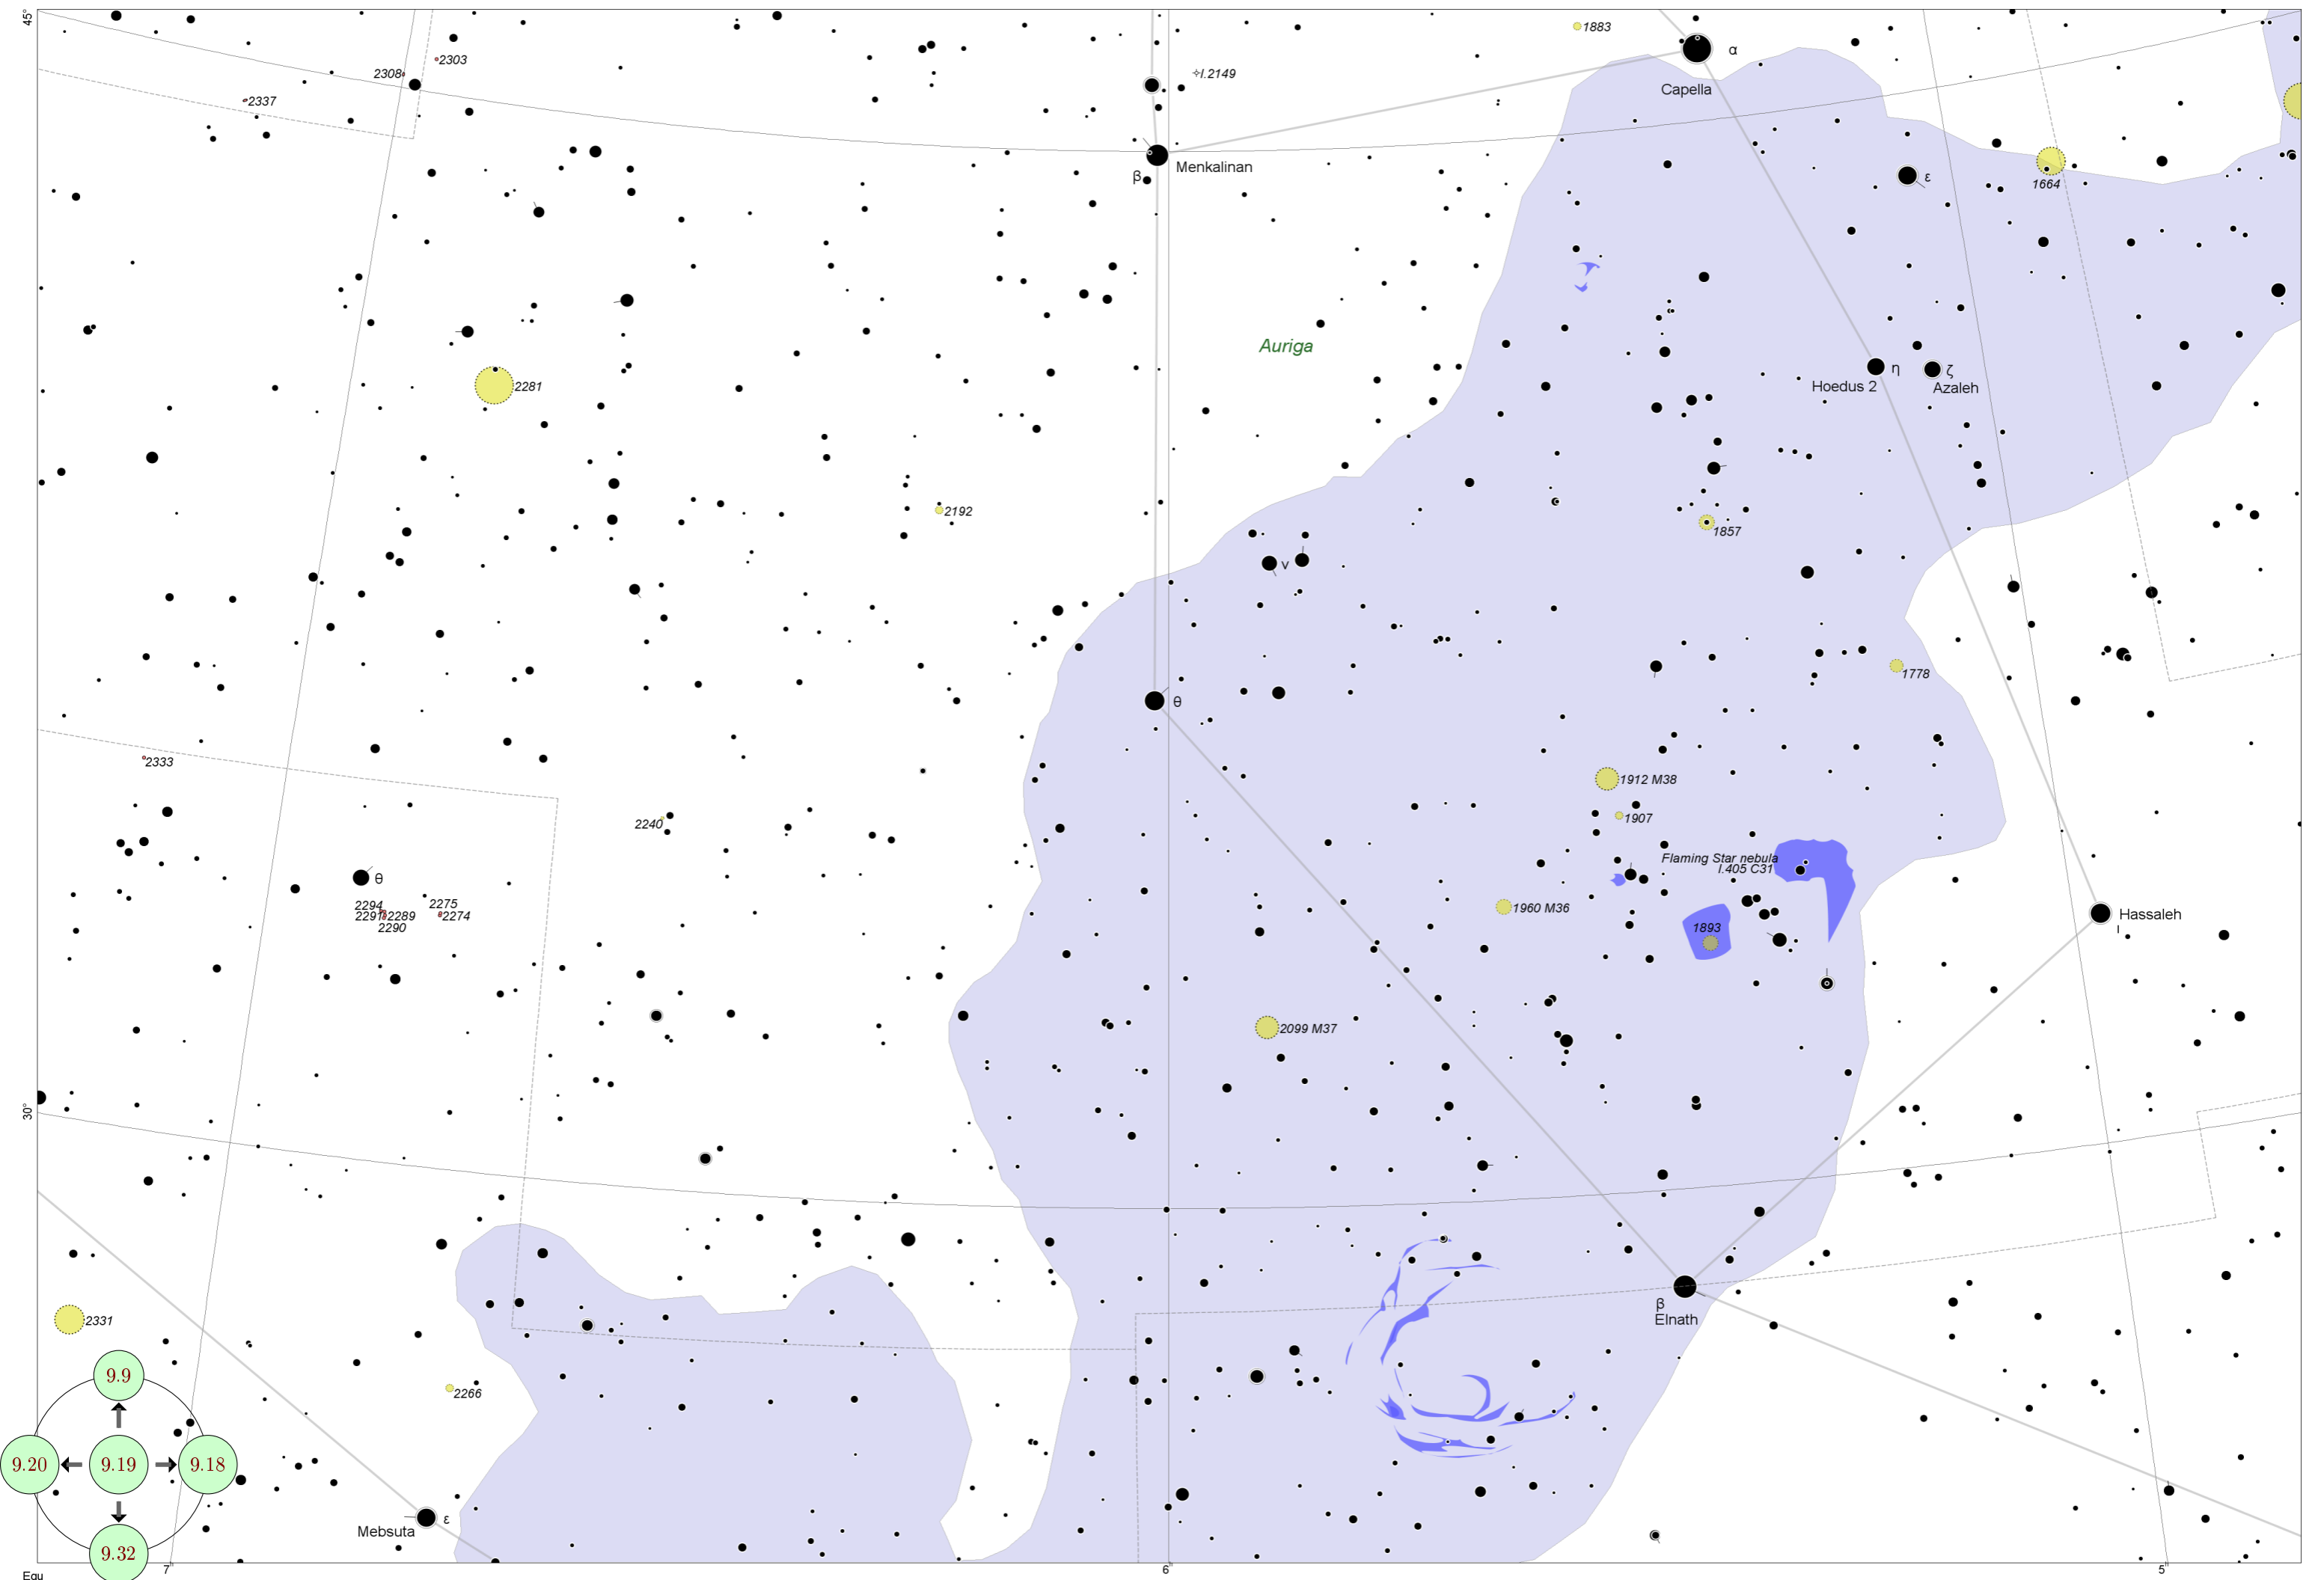 45°
1883
α
2303
2308
I.2149
Capella
2337
Menkalinan
β
ε
1664
Auriga
2281
η
ζ
Hoedus 2
Azaleh
2192
1857
ν
1778
θ
2333
1912 M38
1907
2240
Flaming Star nebula
I.405 C31
θ
2294
2275
2297
2289
2274
2290
1960 M36
Hassaleh
ι
1893
2099 M37
30°
β
Elnath
2331
9.9
2266
9.20
9.19
9.18
ε
Mebsuta
9.32
7h
6h
5h
Equ